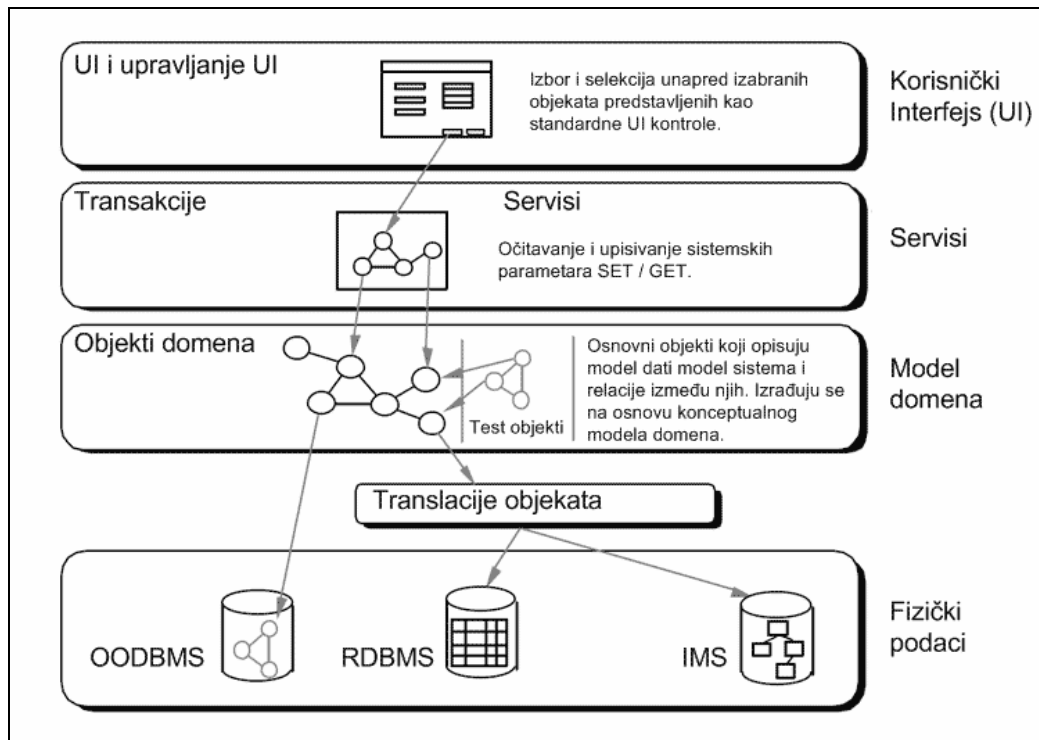 UI i upravljanje UI
Izbor i selekcija unapred izabranih
objekata predstavljenih kao
standardne UI kontrole.
Korisnički
Interfejs (UI)
Transakcije
Servisi
Očitavanje i upisivanje sistemskih
parametara SET / GET.
Servisi
Objekti domena
Test objekti
Osnovni objekti koji opisuju
model dati model sistema i
relacije između njih. Izrađuju se
na osnovu konceptualnog
modela domena.
Model
domena
Translacije objekata
OODBMS
RDBMS
IMS
Fizički
podaci